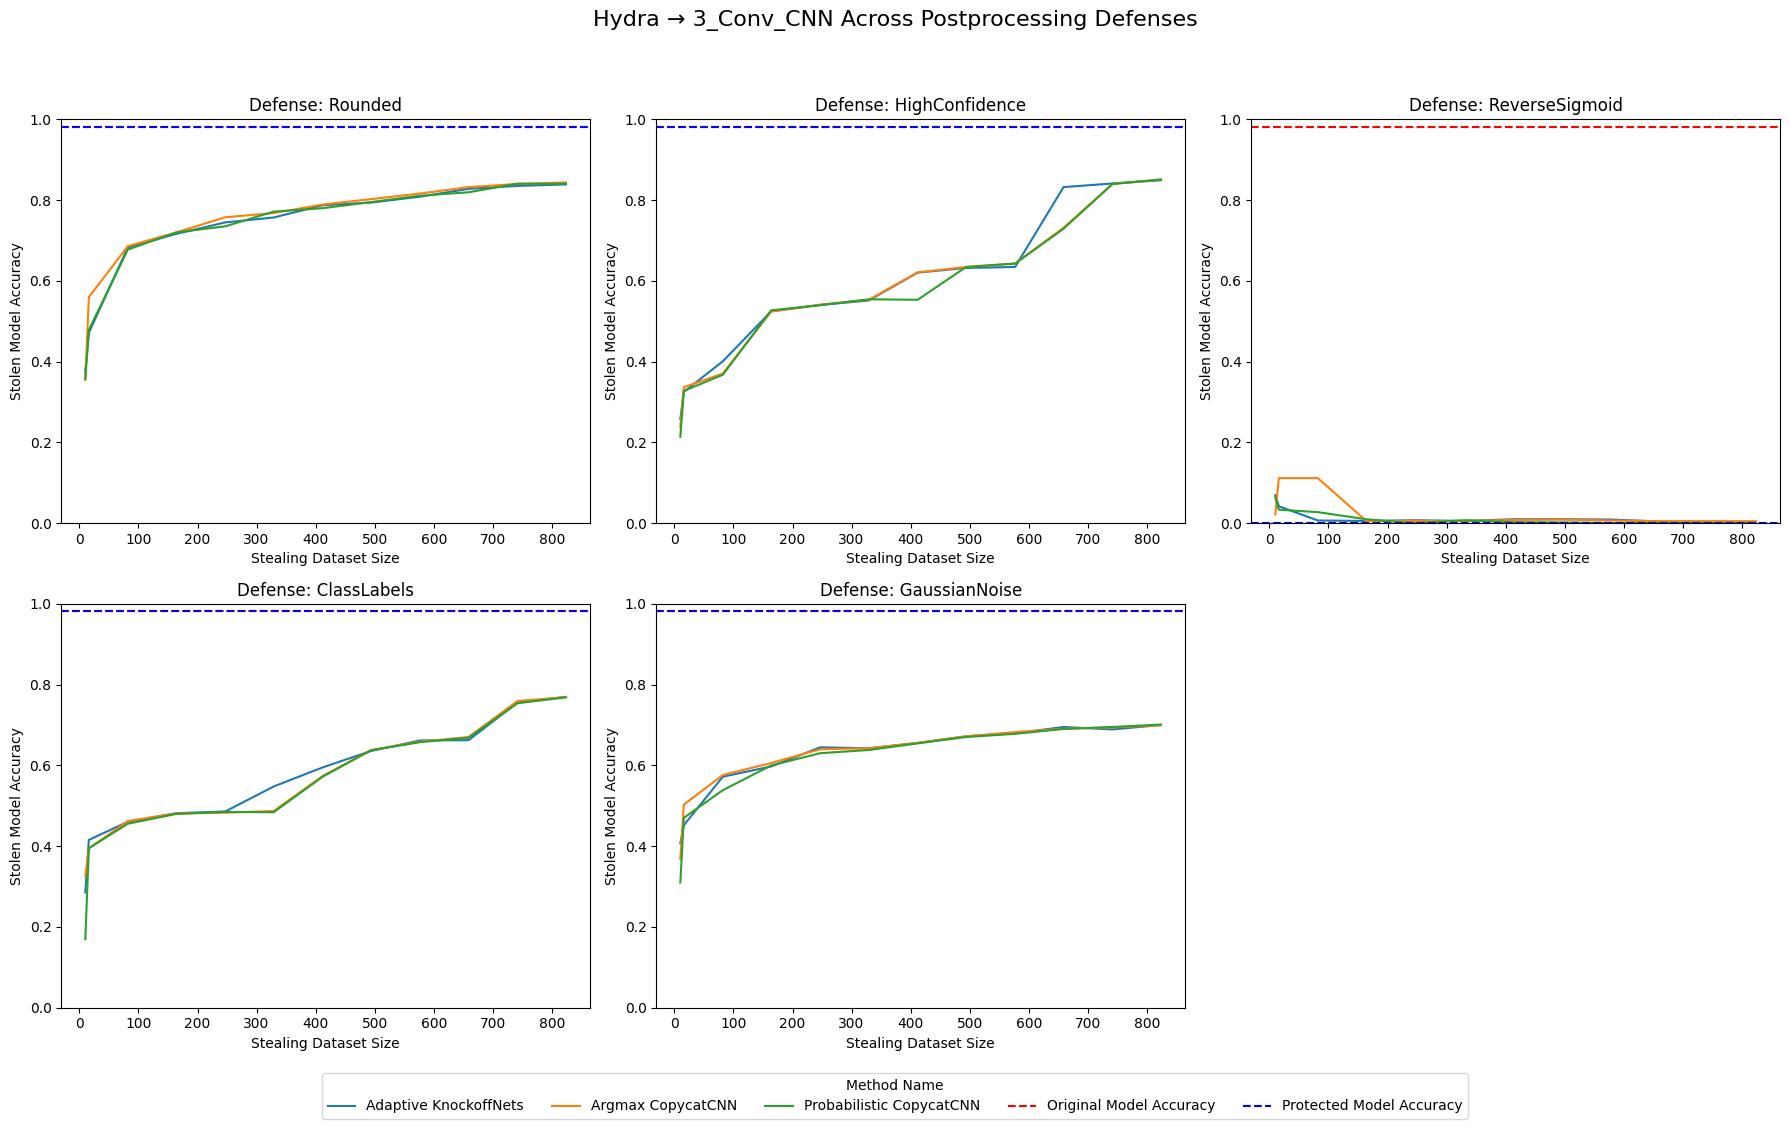 Hydra → 3_Conv_CNN Across Postprocessing Defenses
Defense: Rounded
Stolen Model Accuracy
1.0
0.8
0.6
0.4
0.2
0.0
0 100 200 300 400 500 600 700 800
Stealing Dataset Size
Defense: HighConfidence
Stolen Model Accuracy
1.0
0.8
0.6
0.4
0.2
0.0
0 100 200 300 400 500 600 700 800
Stealing Dataset Size
Defense: ReverseSigmoid
Stolen Model Accuracy
1.0
0.8
0.6
0.4
0.2
0.0
0 100 200 300 400 500 600 700 800
Stealing Dataset Size
Defense: ClassLabels
Stolen Model Accuracy
1.0
0.8
0.6
0.4
0.2
0.0
0 100 200 300 400 500 600 700 800
Stealing Dataset Size
Defense: GaussianNoise
Stolen Model Accuracy
1.0
0.8
0.6
0.4
0.2
0.0
0 100 200 300 400 500 600 700 800
Stealing Dataset Size
Method Name
Adaptive KnockoffNets Argmax CopycatCNN Probabilistic CopycatCNN Original Model Accuracy Protected Model Accuracy